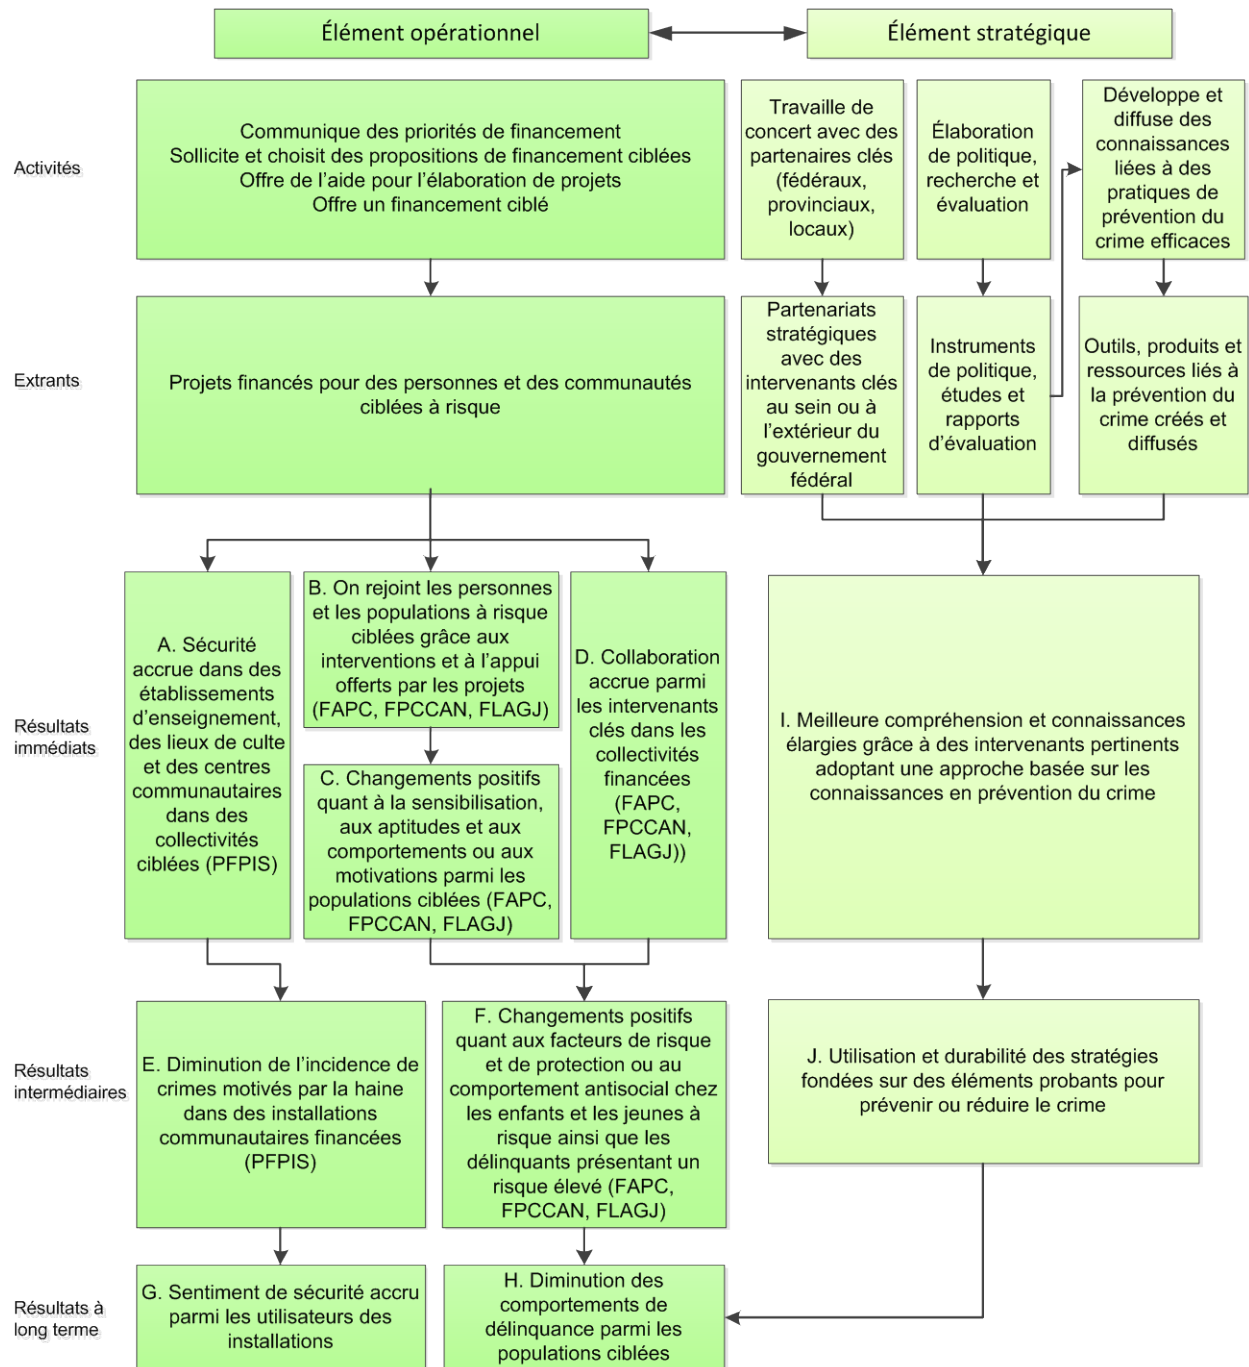 Élément opérationnel
Élément stratégique
Activités
Communique des priorités de financement
Sollicite et choisit des propositions de financement ciblées
Offre de l'aide pour l'élaboration de projets
Offre un financement ciblé
Travaille de
concert avec des
partenaires clés
(fédéraux,
provinciaux,
locaux)
Élaboration
de politique,
recherche et
évaluation
Développe et
diffuse des
connaissances
liées à des
pratiques de
prévention du
crime efficaces
Extrants
Projets financés pour des personnes et des communautés
ciblées à risque
Partenariats
stratégiques
avec des
intervenants clés
au sein ou à
l'extérieur du
gouvernement
fédéral
Instruments
de politique,
études et
rapports
d'évaluation
Outils, produits et
ressources liés à
la prévention du
crime créés et
diffusés
Résultats
immédiats
A. Sécurité
accrue dans des
établissements
d'enseignement,
des lieux de culte
et des centres
communautaires
dans des
collectivités
ciblées (PFPIS)
B. On rejoint les personnes
et les populations à risque
ciblées grâce aux
interventions et à l'appui
offerts par les projets
(FAPC, FPCCAN, FLAGJ)
C. Changements positifs
quant à la sensibilisation,
aux aptitudes et aux
comportements ou aux
motivations parmi les
populations ciblées (FAPC,
FPCCAN, FLAGJ)
D. Collaboration
accrue parmi
les intervenants
clés dans les
collectivités
financées
(FAPC,
FPCCAN,
FLAGJ))
I. Meilleure compréhension et connaissances
élargies grâce à des intervenants pertinents
adoptant une approche basée sur les
connaissances en prévention du crime
Résultats
intermédiaires
E. Diminution de l'incidence de
crimes motivés par la haine
dans des installations
communautaires financées
(PFPIS)
F. Changements positifs
quant aux facteurs de risque
et de protection ou au
comportement antisocial chez
les enfants et les jeunes à
risque ainsi que les
délinquants présentant un
risque élevé (FAPC,
FPCCAN, FLAGJ)
J. Utilisation et durabilité des stratégies
fondées sur des éléments probants pour
prévenir ou réduire le crime
Résultats à
long terme
G. Sentiment de sécurité accru
parmi les utilisateurs des
installations
H. Diminution des
comportements de
délinquance parmi les
populations ciblées